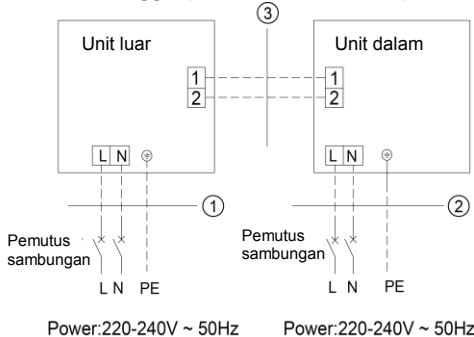 ③
Unit luar
Unit dalam
1
2
1
2
L N
L N
①
②
Pemutus
sambungan
Pemutus
sambungan
L N PE
L N PE
Power:220-240V ~ 50Hz
Power:220-240V ~ 50Hz